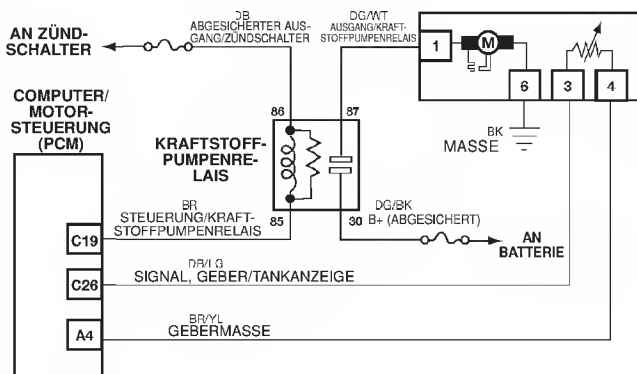 DB
ABGESICHERTER AUS-
GANG/ZÜNDSCHALTER
DG/WT
AUSGANG/KRAFT-
STOFFPUMPENRELAIS
AN ZÜND-
SCHALTER
1
M
6
3
4
COMPUTER/
MOTOR-
STEUERUNG
(PCM)
86
87
KRAFTSTOFF-
PUMPENRE-
LAIS
BK
MASSE
BR
STEUERUNG/KRAFT-
STOFFPUMPENRELAIS
85
30
DG/BK
B+ (ABGESICHERT)
AN
BATTERIE
C19
DB/LG
SIGNAL, GEBER/TANKANZEIGE
C26
BR/YL
GEBERMASSE
A4